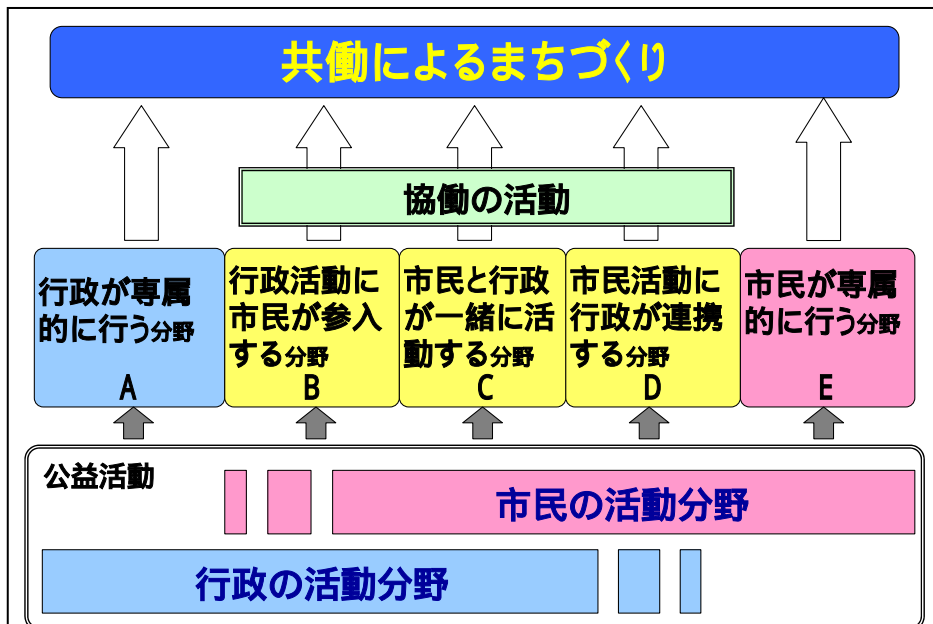 共働によるまちづくり
協働の活動
行政が専属
的に行う分野
A
行政活動に
市民が参入
する分野
B
市民と行政
が一緒に活
動する分野
C
市民活動に
行政が連携
する分野
D
市民が専属
的に行う分野
E
公益活動
市民の活動分野
行政の活動分野